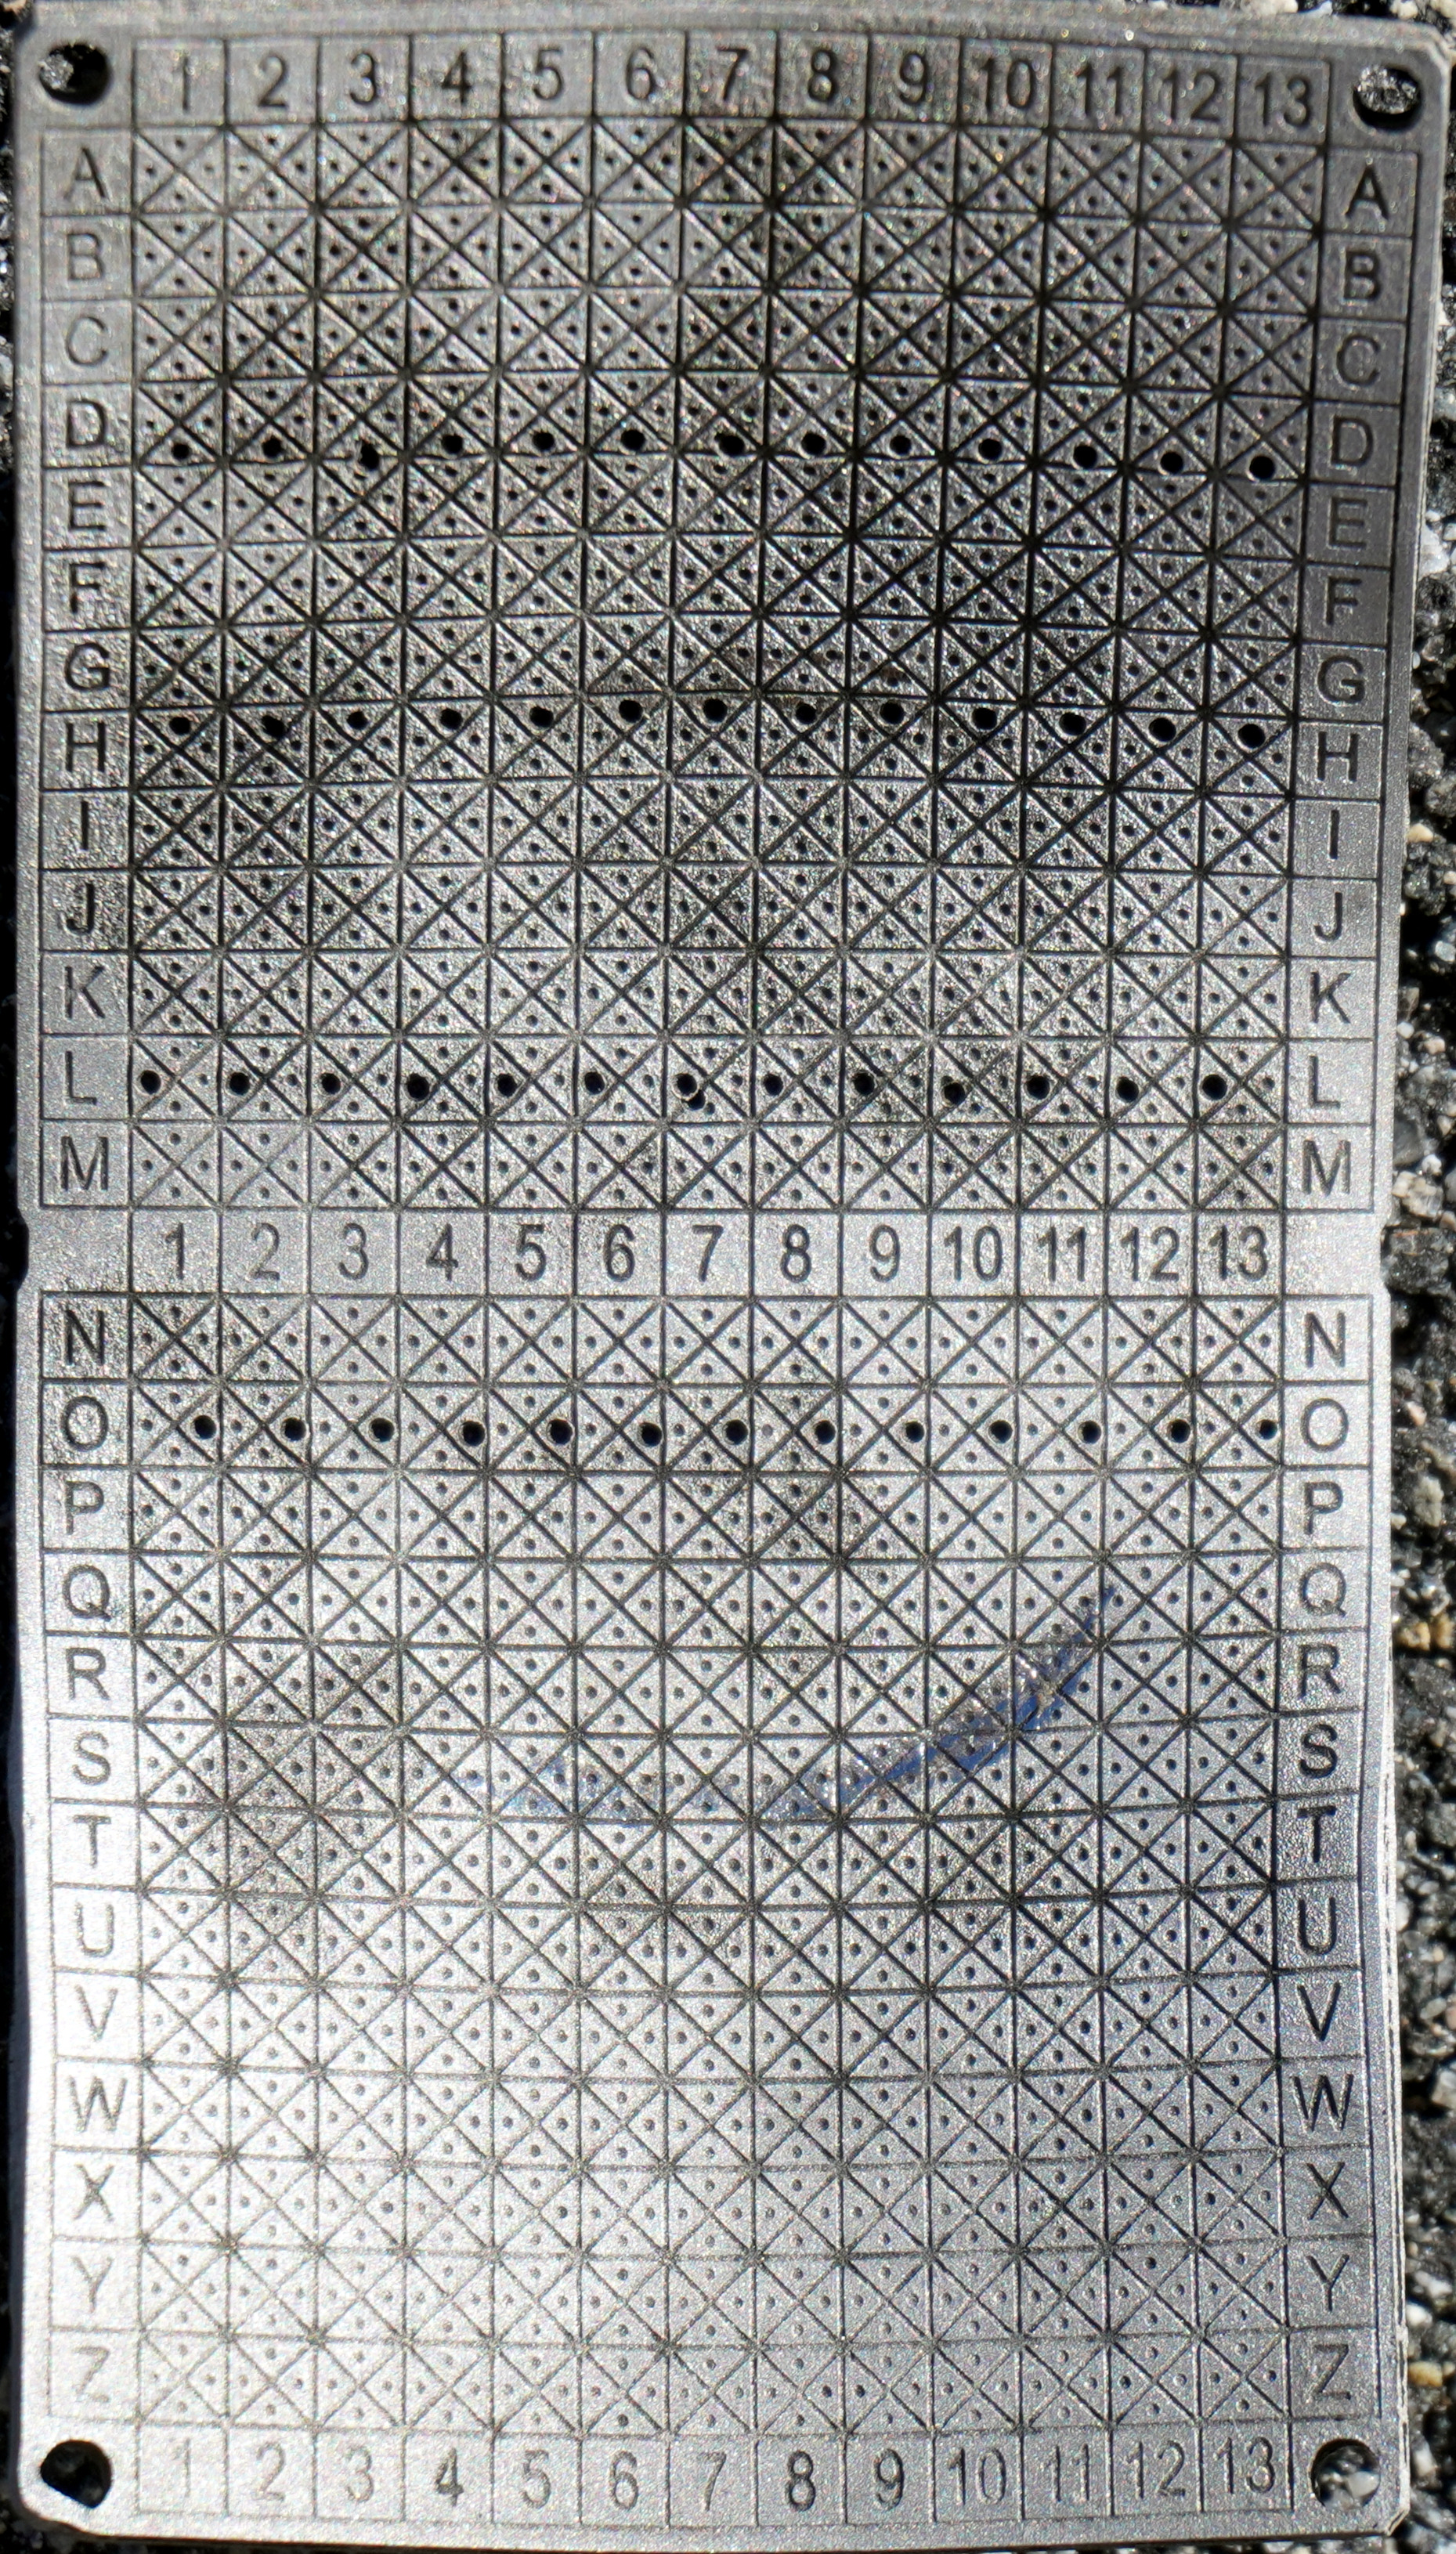 1 2 3 4 5 6 7 8 9 10 11 12 13
A A
B B
C C
D D
E E
F F
G G
H H
I I
J J
K K
L L
M M
1 2 3 4 5 6 7 8 9 10 11 12 13
N N
O O
P P
Q Q
R R
S S
T T
U U
V V
W W
X X
Y Y
Z Z
1 2 3 4 5 6 7 8 9 10 11 12 13